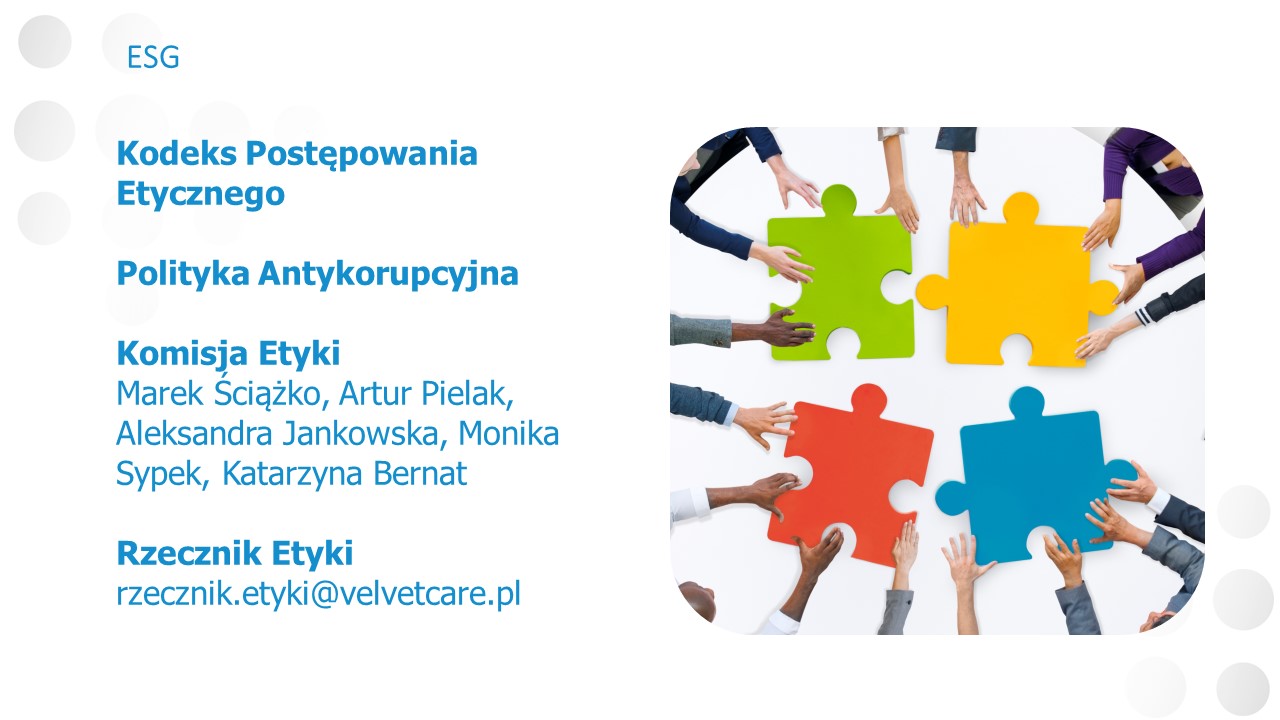 ESG
Kodeks Postępowania
Etycznego
Polityka Antykorupcyjna
Komisja Etyki
Marek Ściążko, Artur Pielak,
Aleksandra Jankowska, Monika
Sypek, Katarzyna Bernat
Rzecznik Etyki
rzecznik.etyki@velvetcare.pl